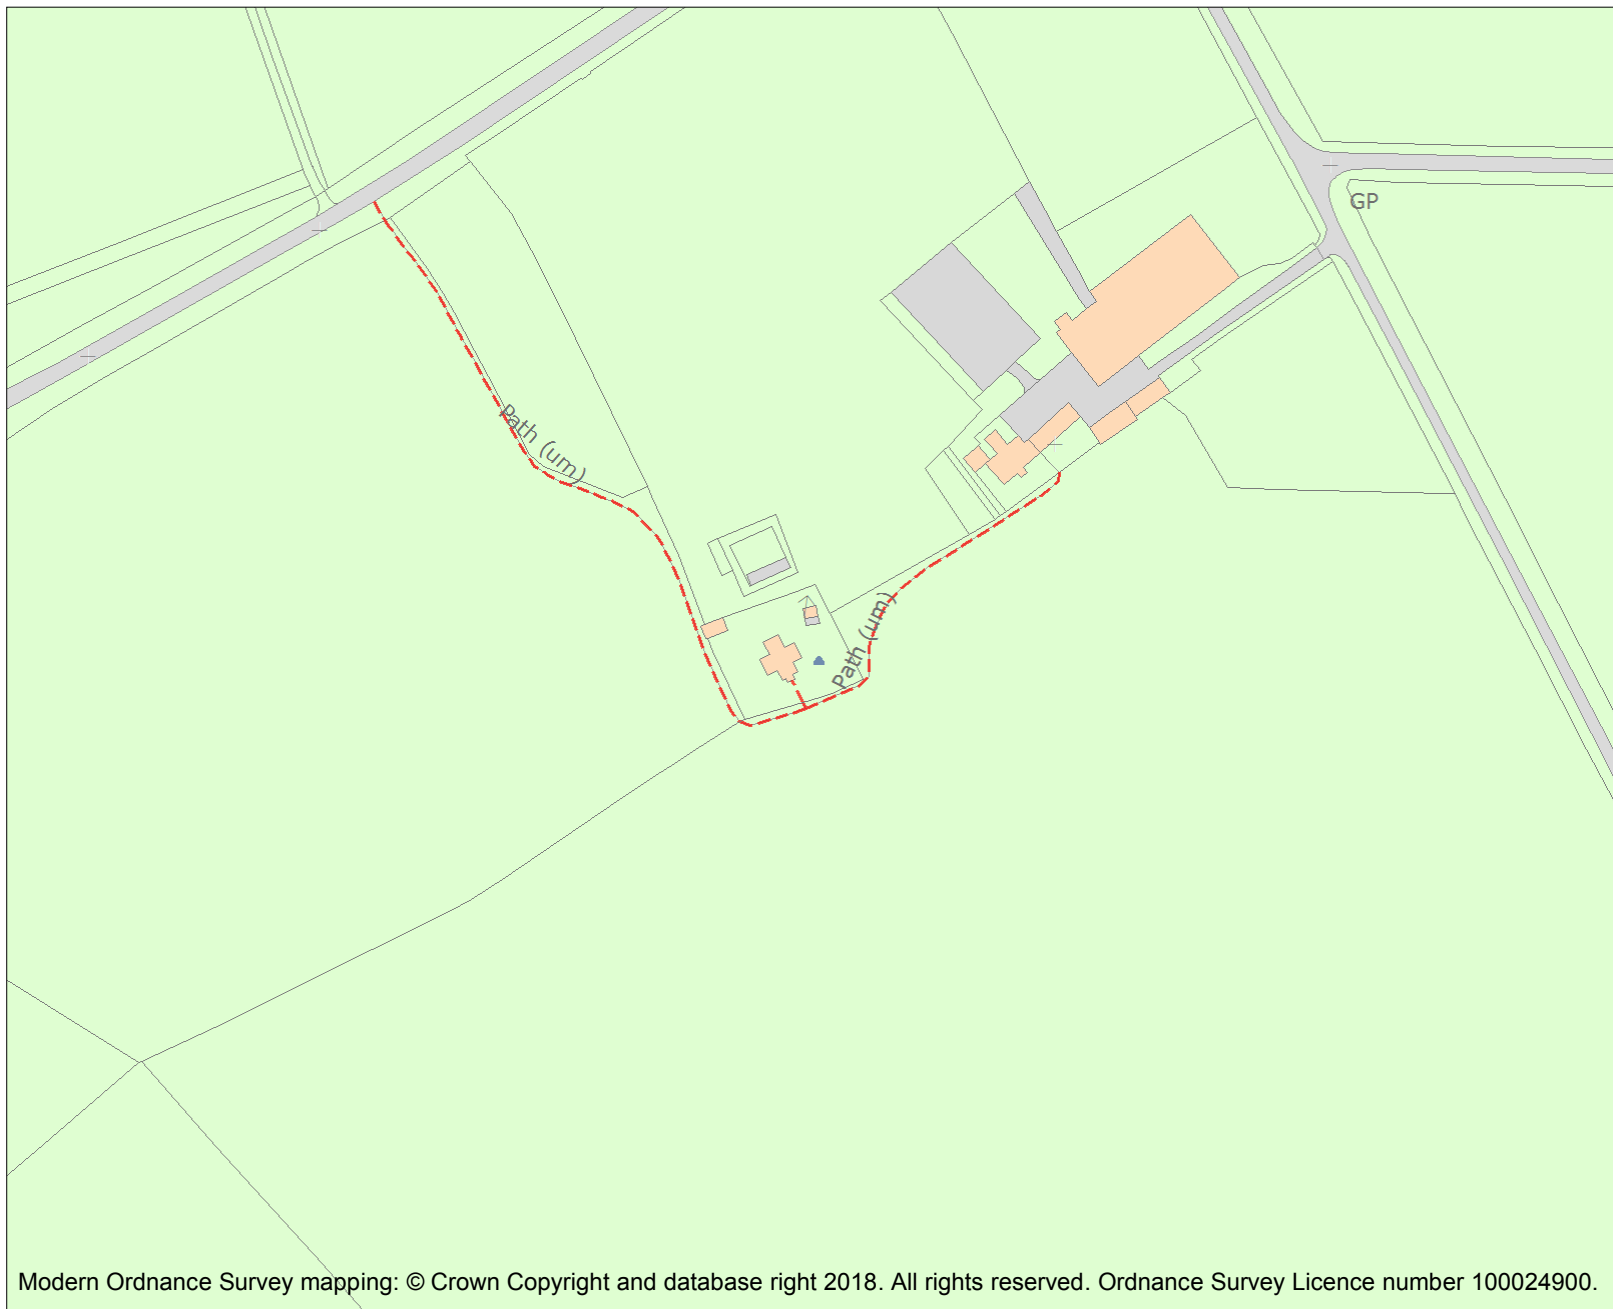 GP
Path (um)
Path (um)
Modern Ordnance Survey mapping: © Crown Copyright and database right 2018. All rights reserved. Ordnance Survey Licence number 100024900.